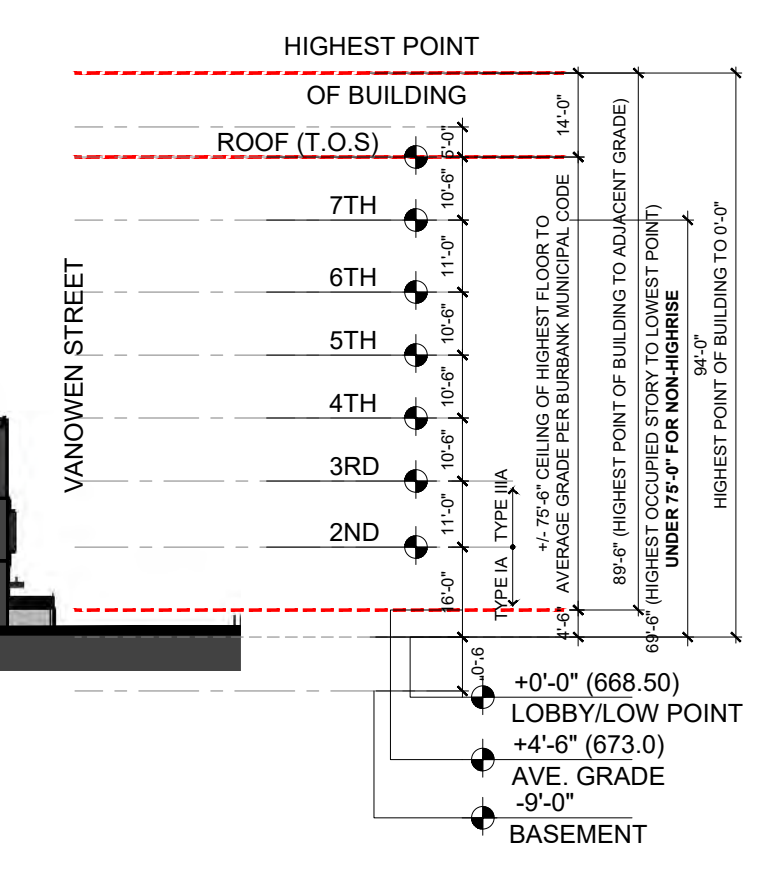 HIGHEST POINT
OF BUILDING
ROOF (T.O.S)
7TH
6TH
5TH
4TH
3RD
2ND
VANOWEN STREET
5'-0"
10'-6"
11'-0"
10'-6"
10'-6"
10'-6"
11'-0"
16'-0"
9'-0"
TYPE IIIA
TYPE IA
14'-0"
+/- 75'-6" CEILING OF HIGHEST FLOOR TO
AVERAGE GRADE PER BURBANK MUNICIPAL CODE
4'-6"
89'-6" (HIGHEST POINT OF BUILDING TO ADJACENT GRADE)
69'-6" (HIGHEST OCCUPIED STORY TO LOWEST POINT)
UNDER 75'-0" FOR NON-HIGHRISE
94'-0"
HIGHEST POINT OF BUILDING TO 0'-0"
+0'-0" (668.50)
LOBBY/LOW POINT
+4'-6" (673.0)
AVE. GRADE
-9'-0"
BASEMENT